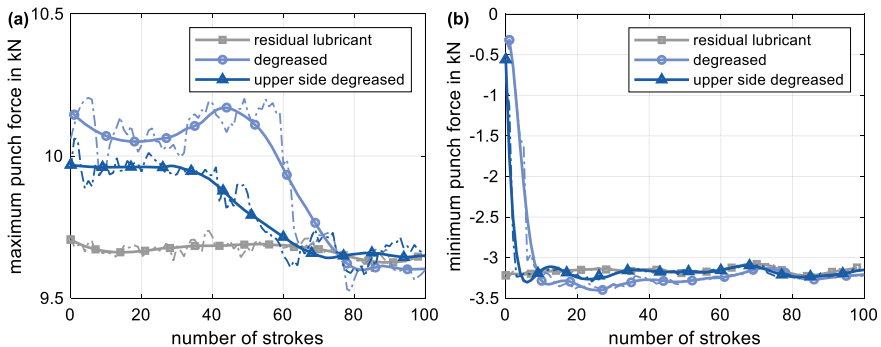 (a)
10.5
10
9.5
maximum punch force in kN
residual lubricant
degreased
upper side degreased
0 20 40 60 80 100
number of strokes
(b)
0
-0.5
-1
-1.5
-2
-2.5
-3
-3.5
minimum punch force in kN
residual lubricant
degreased
upper side degreased
0 20 40 60 80 100
number of strokes